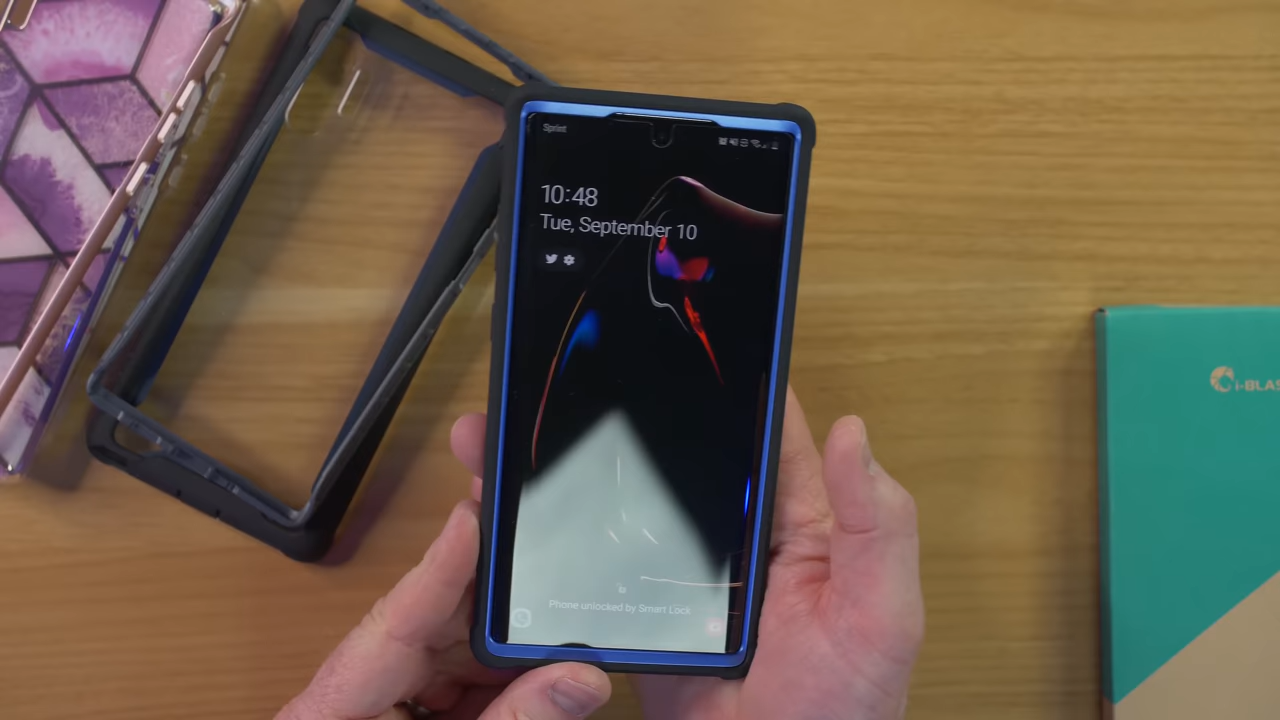 Sprint
10:48
Tue, September 10
Phone unlocked by Smart Lock
i-BLAS